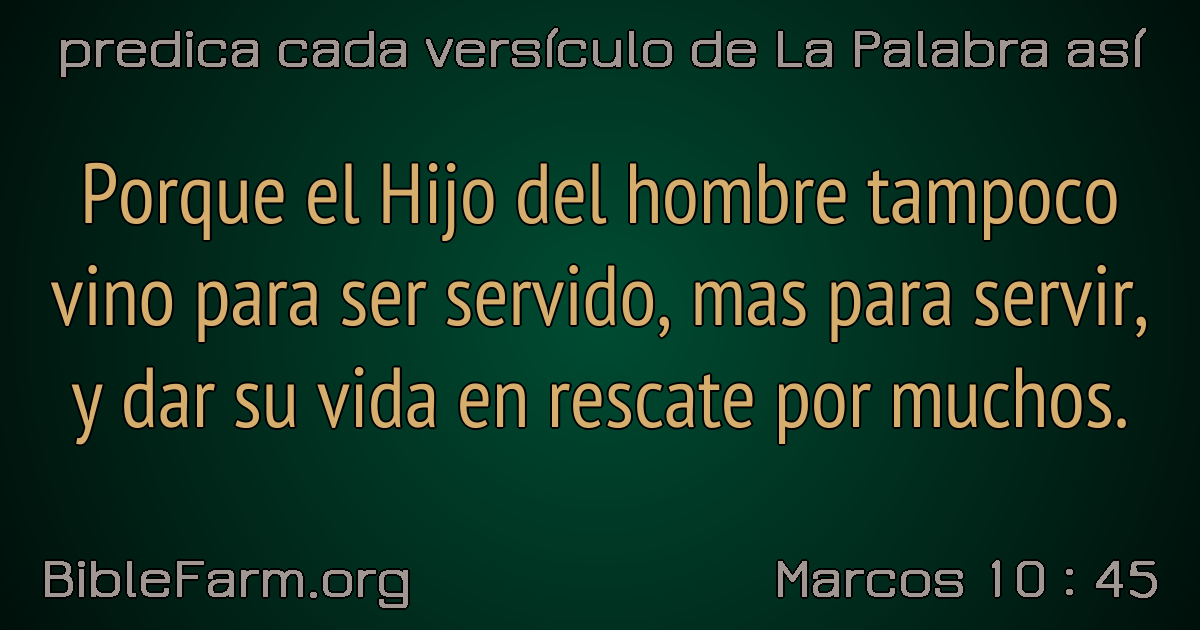 predica cada versículo de La Palabra así
Porque el Hijo del hombre tampoco
vino para ser servido, mas para servir,
y dar su vida en rescate por muchos.
BibleFarm.org
Marcos 10 : 45